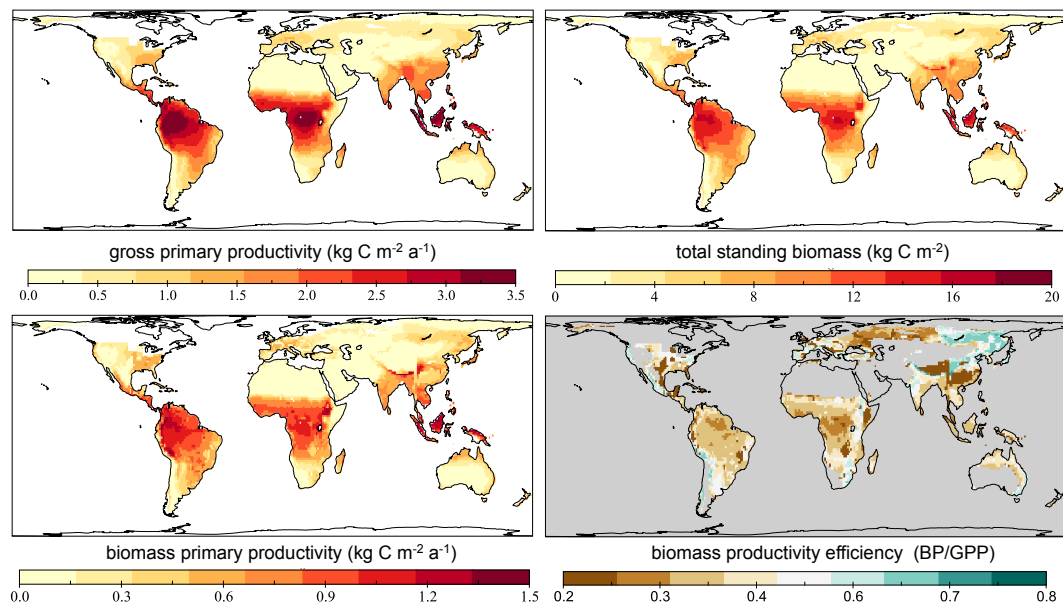 gross primary productivity (kg C m⁻² a⁻¹)
0.0 0.5 1.0 1.5 2.0 2.5 3.0 3.5
total standing biomass (kg C m⁻²)
0 4 8 12 16 20
biomass primary productivity (kg C m⁻² a⁻¹)
0.0 0.3 0.6 0.9 1.2 1.5
biomass productivity efficiency (BP/GPP)
0.2 0.3 0.4 0.5 0.6 0.7 0.8